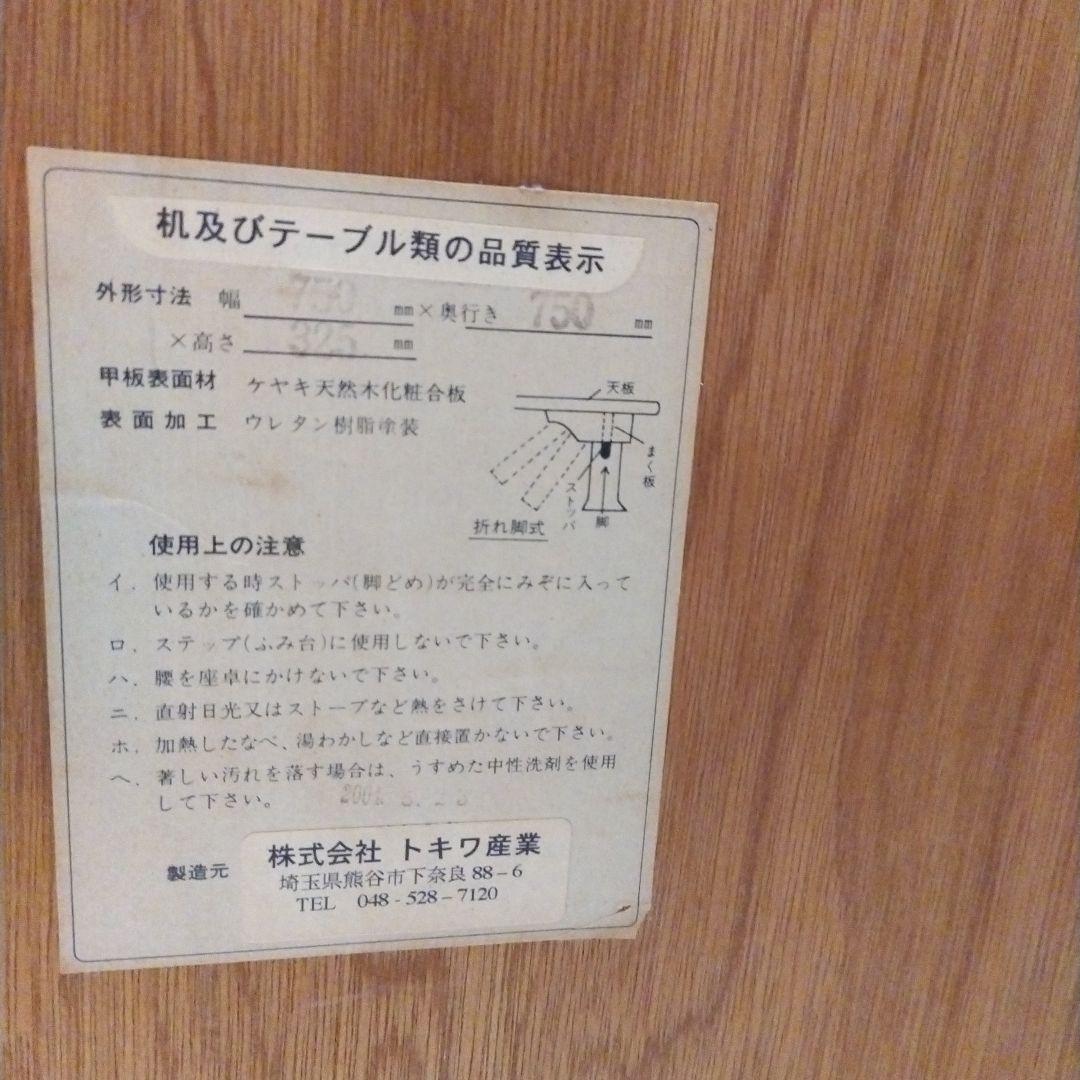 机及びテーブル類の品質表示
外形寸法 幅 750 mm×奥行き 750 mm
×高さ 325 mm
甲板表面材 ケヤキ天然木化粧合板
表面加工 ウレタン樹脂塗装
天板
まく板
ストッパ
脚
折れ脚式
使用上の注意
イ. 使用する時ストッパ(脚どめ)が完全にみぞに入って
いるかを確かめて下さい。
ロ. ステップ(ふみ台)に使用しないで下さい。
ハ. 腰を座卓にかけないで下さい。
ニ. 直射日光又はストーブなど熱をさけて下さい。
ホ. 加熱したなべ、湯わかしなど直接置かないで下さい。
ヘ. 著しい汚れを落す場合は、うすめた中性洗剤を使用
して下さい。
製造元 株式会社 トキワ産業
埼玉県熊谷市下奈良 88-6
TEL 048-528-7120